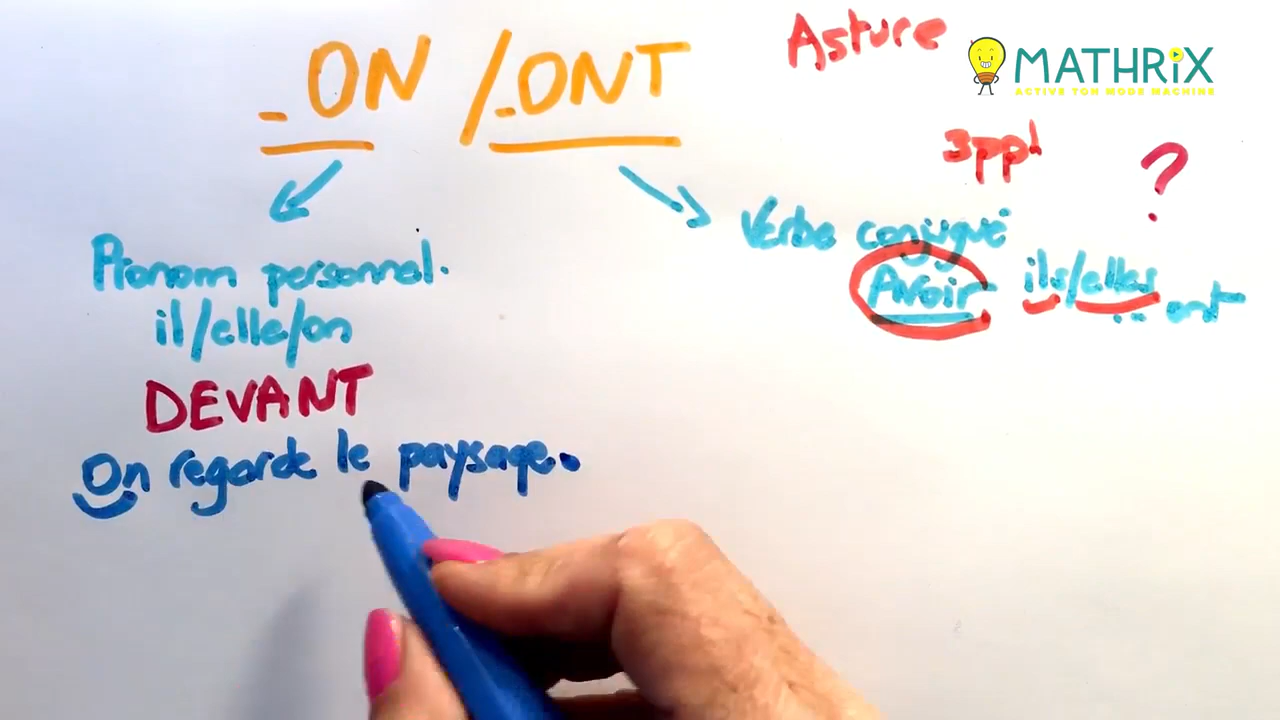 _ON /_ONT
Asture
MATHRiX
ACTIVE TON MODE MACHINE
3ppl
?
Pronom personnel.
il/elle/on
DEVANT
On regarde le paysage.
Verbe conjugué
Avoir ils/elles ont